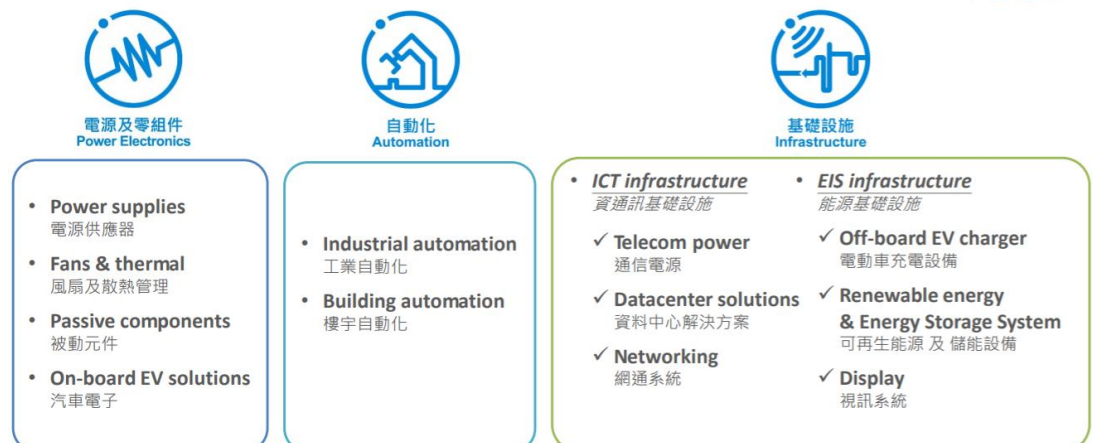 電源及零組件
Power Electronics
• Power supplies
電源供應器
• Fans & thermal
風扇及散熱管理
• Passive components
被動元件
• On-board EV solutions
汽車電子
自動化
Automation
• Industrial automation
工業自動化
• Building automation
樓宇自動化
基礎設施
Infrastructure
• ICT infrastructure
資通訊基礎設施
✓ Telecom power
通信電源
✓ Datacenter solutions
資料中心解決方案
✓ Networking
網通系統
• EIS infrastructure
能源基礎設施
✓ Off-board EV charger
電動車充電設備
✓ Renewable energy
& Energy Storage System
可再生能源 及 儲能設備
✓ Display
視訊系統